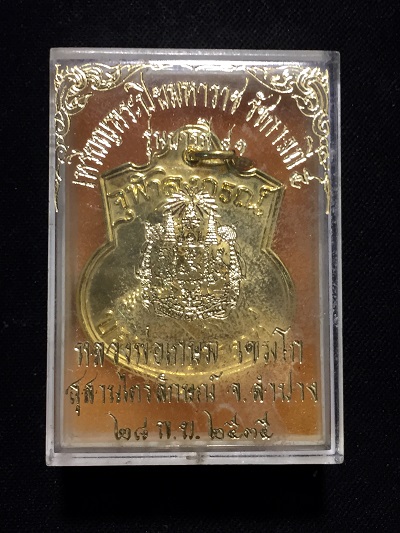 เหรียญพระปิยมหาราช รัชกาลที่ ๕
จุฬาลงกรณ์
หลวงพ่อเกษม เขมโก
สุสานไตรลักษณ์ จ.ลำปาง
๒๘ พ.ย. ๒๕๓๕